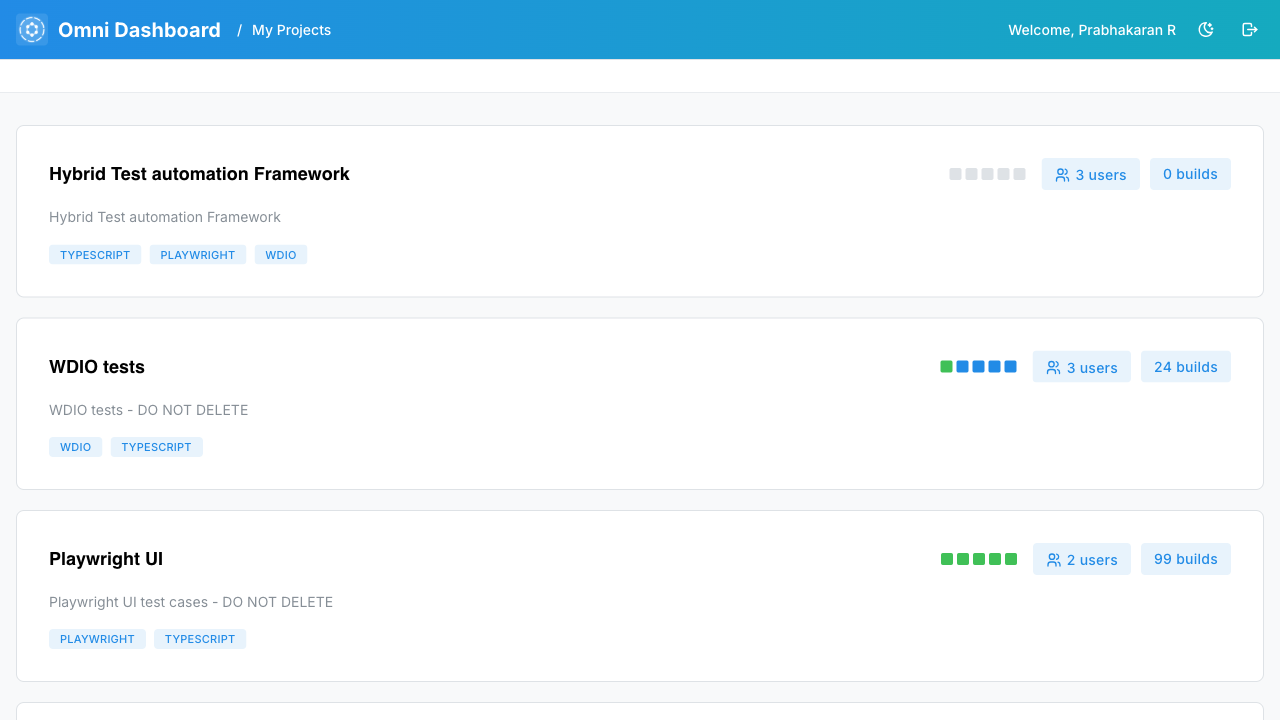 Omni Dashboard / My Projects Welcome, Prabhakaran R
Hybrid Test automation Framework 3 users 0 builds
Hybrid Test automation Framework
TYPESCRIPT PLAYWRIGHT WDIO
WDIO tests 3 users 24 builds
WDIO tests - DO NOT DELETE
WDIO TYPESCRIPT
Playwright UI 2 users 99 builds
Playwright UI test cases - DO NOT DELETE
PLAYWRIGHT TYPESCRIPT